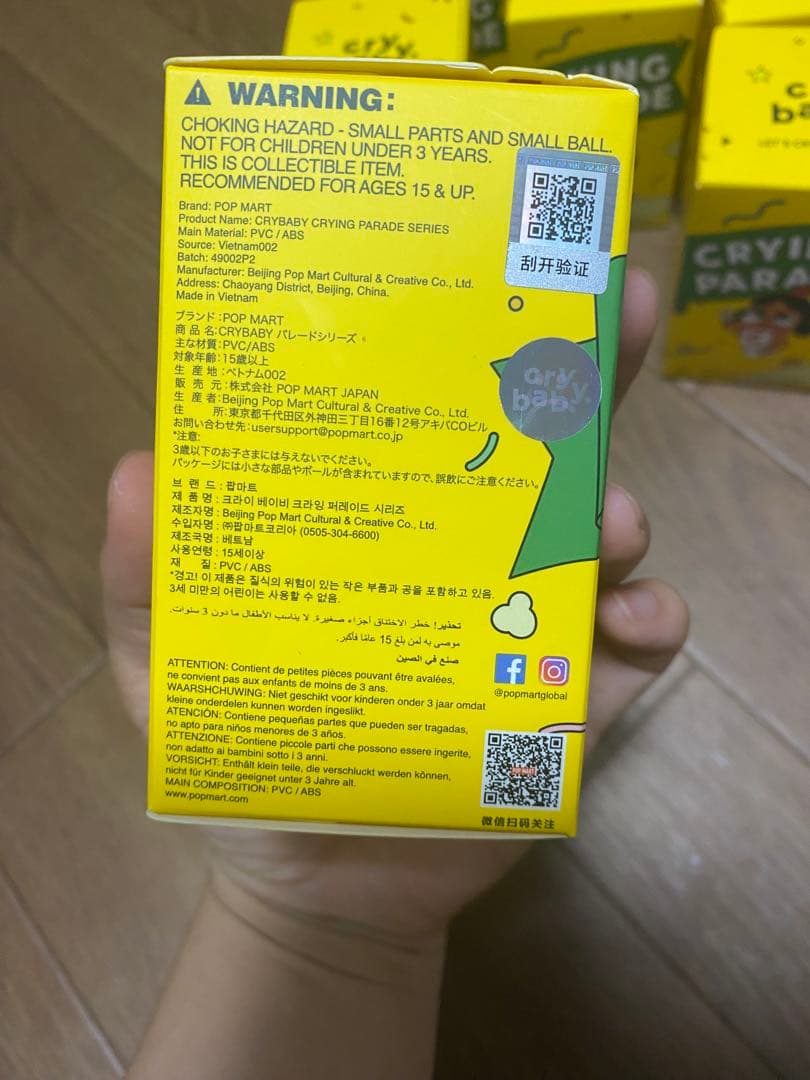 WARNING:
CHOKING HAZARD - SMALL PARTS AND SMALL BALL.
NOT FOR CHILDREN UNDER 3 YEARS.
THIS IS COLLECTIBLE ITEM.
RECOMMENDED FOR AGES 15 & UP.
Brand: POP MART
Product Name: CRYBABY CRYING PARADE SERIES
Main Material: PVC / ABS
Source: Vietnam002
Batch: 49002P2
Manufacturer: Beijing Pop Mart Cultural & Creative Co., Ltd.
Address: Chaoyang District, Beijing, China.
Made in Vietnam
刮开验证
cry
baby
ブランド:POP MART
商品名:CRYBABY パレードシリーズ
主な材質:PVC/ABS
対象年齢:15歳以上
生産地:ベトナム002
販売元:株式会社 POP MART JAPAN
生産者:Beijing Pop Mart Cultural & Creative Co., Ltd.
住所:東京都千代田区外神田三丁目16番12号アキバCOビル
お問い合わせ先:usersupport@popmart.co.jp
*注意:
3歳以下のお子さまには与えないでください。
パッケージには小さな部品やボールが含まれていますので、誤飲にご注意ください。
브랜드 : 팝마트
제품명 : 크라이 베이비 크라잉 퍼레이드 시리즈
제조자명 : Beijing Pop Mart Cultural & Creative Co., Ltd.
수입자명 : ㈜팝마트코리아 (0505-304-6600)
제조국명 : 베트남
사용연령 : 15세이상
재질 : PVC / ABS
*경고! 이 제품은 질식의 위험이 있는 작은 부품과 공을 포함하고 있음.
3세 미만의 어린이는 사용할 수 없음.
تحذير! خطر الاختناق أجزاء صغيرة. لا يناسب الأطفال ما دون 3 سنوات.
موصى به لمن بلغ 15 عامًا فأكبر.
صنع في الصين
ATTENTION: Contient de petites pièces pouvant être avalées,
ne convient pas aux enfants de moins de 3 ans.
WAARSHCHUWING: Niet geschikt voor kinderen onder 3 jaar omdat
kleine onderdelen kunnen worden ingeslikt.
ATENCIÓN: Contiene pequeñas partes que pueden ser tragadas,
no apto para niños menores de 3 años.
ATTENZIONE: Contiene piccole parti che possono essere ingerite,
non adatto ai bambini sotto i 3 anni.
VORSICHT: Enthält klein teile, die verschluckt werden können,
nicht für Kinder geeignet unter 3 Jahre alt.
MAIN COMPOSITION: PVC / ABS
www.popmart.com
@popmartglobal
POP MART
微信扫码关注
cry
CRYING
PARADE